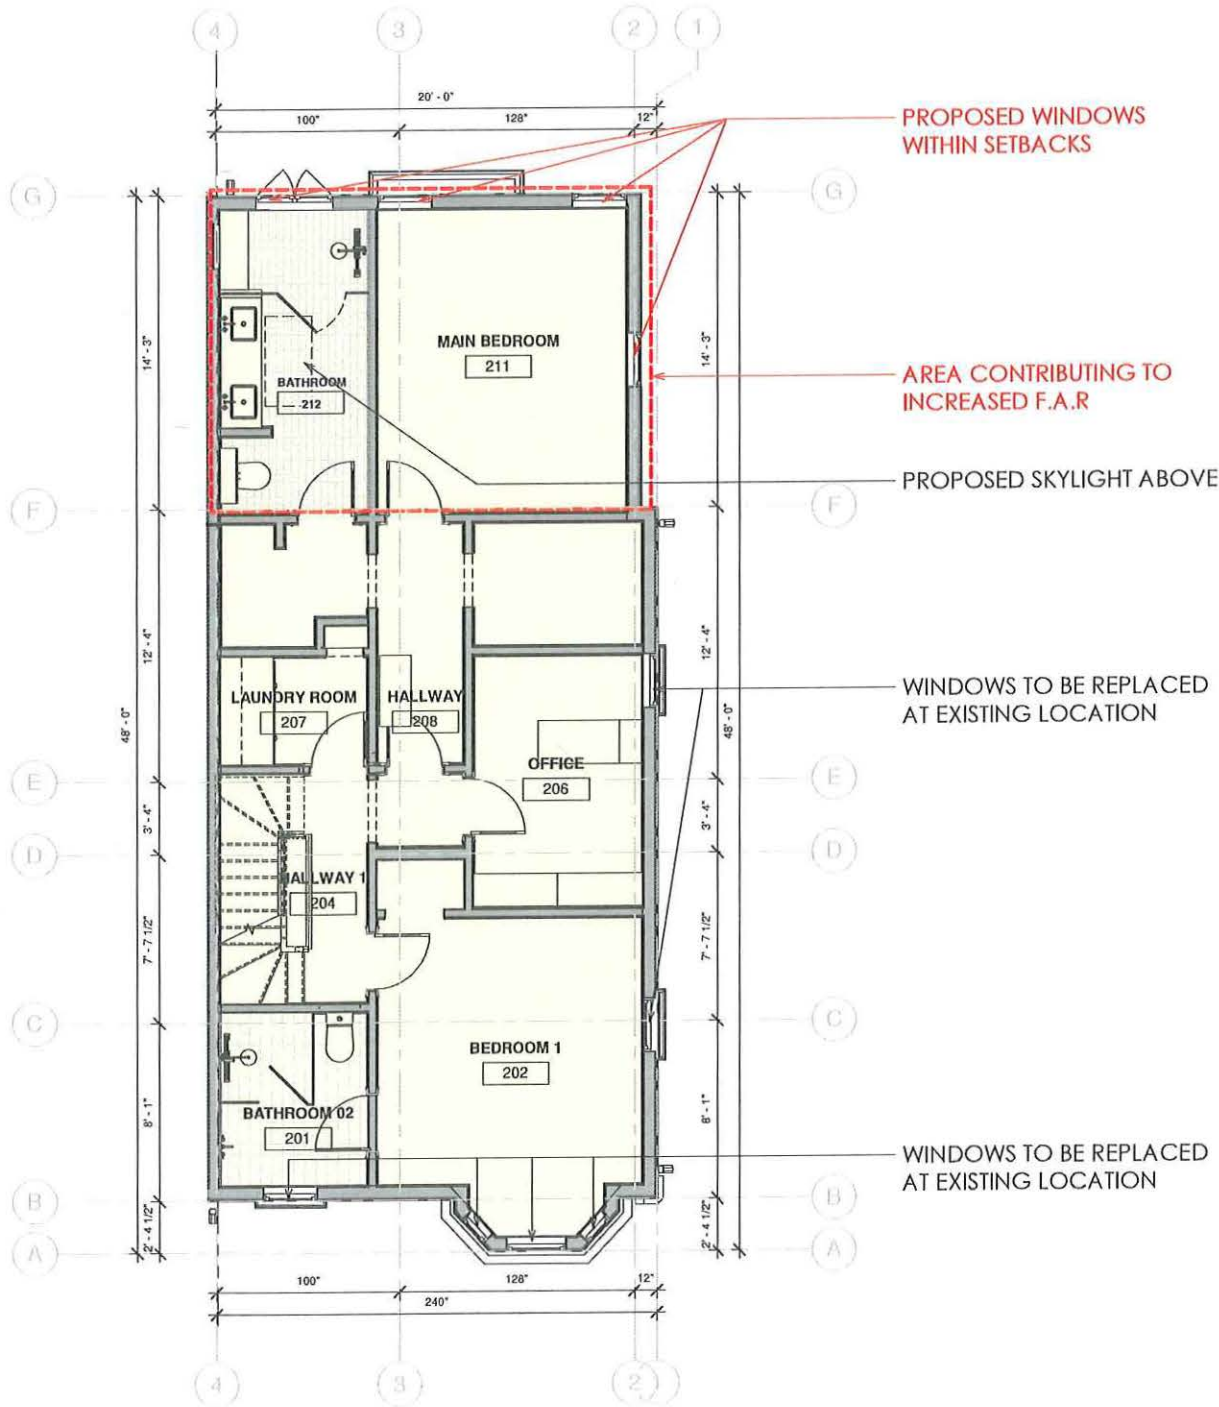 4
3
2
1
20' - 0"
100"
128"
12"
PROPOSED WINDOWS
WITHIN SETBACKS
G
G
14' - 3"
14' - 3"
MAIN BEDROOM
211
BATHROOM
212
AREA CONTRIBUTING TO
INCREASED F.A.R
PROPOSED SKYLIGHT ABOVE
F
F
12' - 4"
12' - 4"
48' - 0"
48' - 0"
LAUNDRY ROOM
207
HALLWAY
208
WINDOWS TO BE REPLACED
AT EXISTING LOCATION
OFFICE
206
E
E
3' - 4"
3' - 4"
D
D
HALLWAY 1
204
7' - 7 1/2"
7' - 7 1/2"
C
C
BEDROOM 1
202
8' - 1"
8' - 1"
BATHROOM 02
201
WINDOWS TO BE REPLACED
AT EXISTING LOCATION
B
B
2' - 4 1/2"
2' - 4 1/2"
A
A
100"
128"
12"
240"
4
3
2